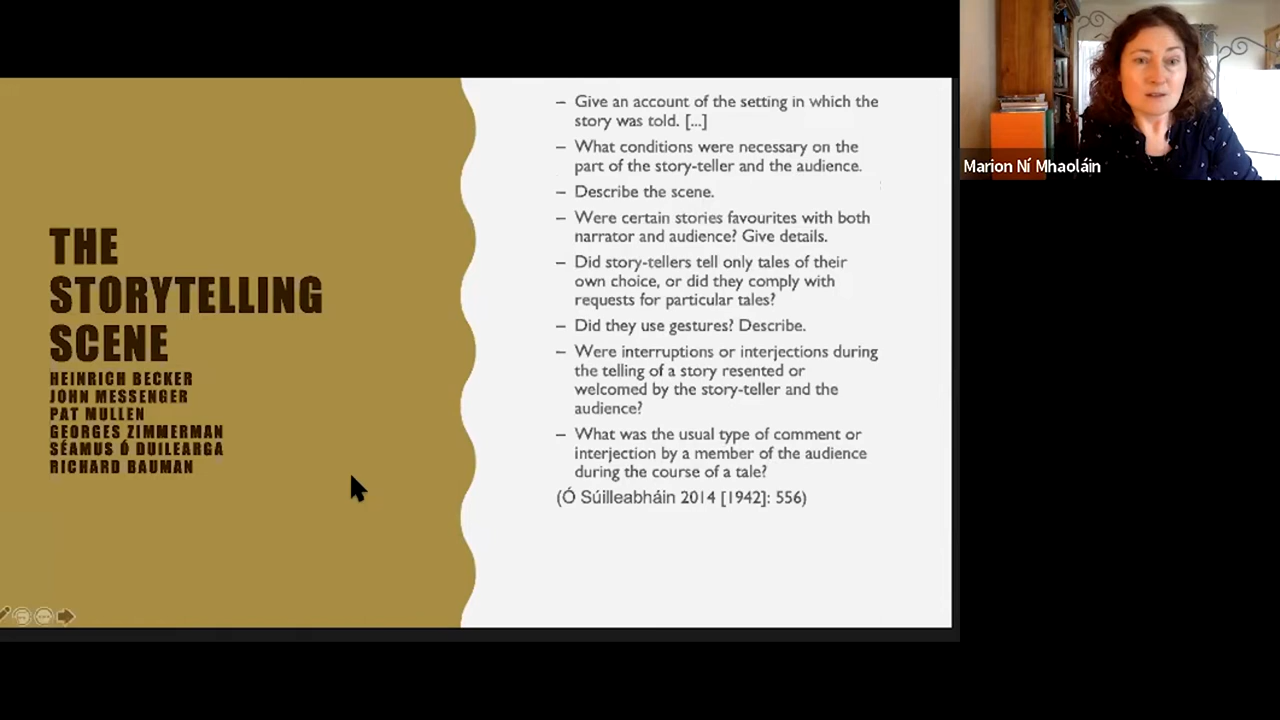 THE
STORYTELLING
SCENE
HEINRICH BECKER
JOHN MESSENGER
PAT MULLEN
GEORGES ZIMMERMAN
SÉAMUS Ó DUILEARGA
RICHARD BAUMAN
– Give an account of the setting in which the
story was told. [...]
– What conditions were necessary on the
part of the story-teller and the audience.
– Describe the scene.
– Were certain stories favourites with both
narrator and audience? Give details.
– Did story-tellers tell only tales of their
own choice, or did they comply with
requests for particular tales?
– Did they use gestures? Describe.
– Were interruptions or interjections during
the telling of a story resented or
welcomed by the story-teller and the
audience?
– What was the usual type of comment or
interjection by a member of the audience
during the course of a tale?
(Ó Súilleabháin 2014 [1942]: 556)
Marion Ní Mhaoláin